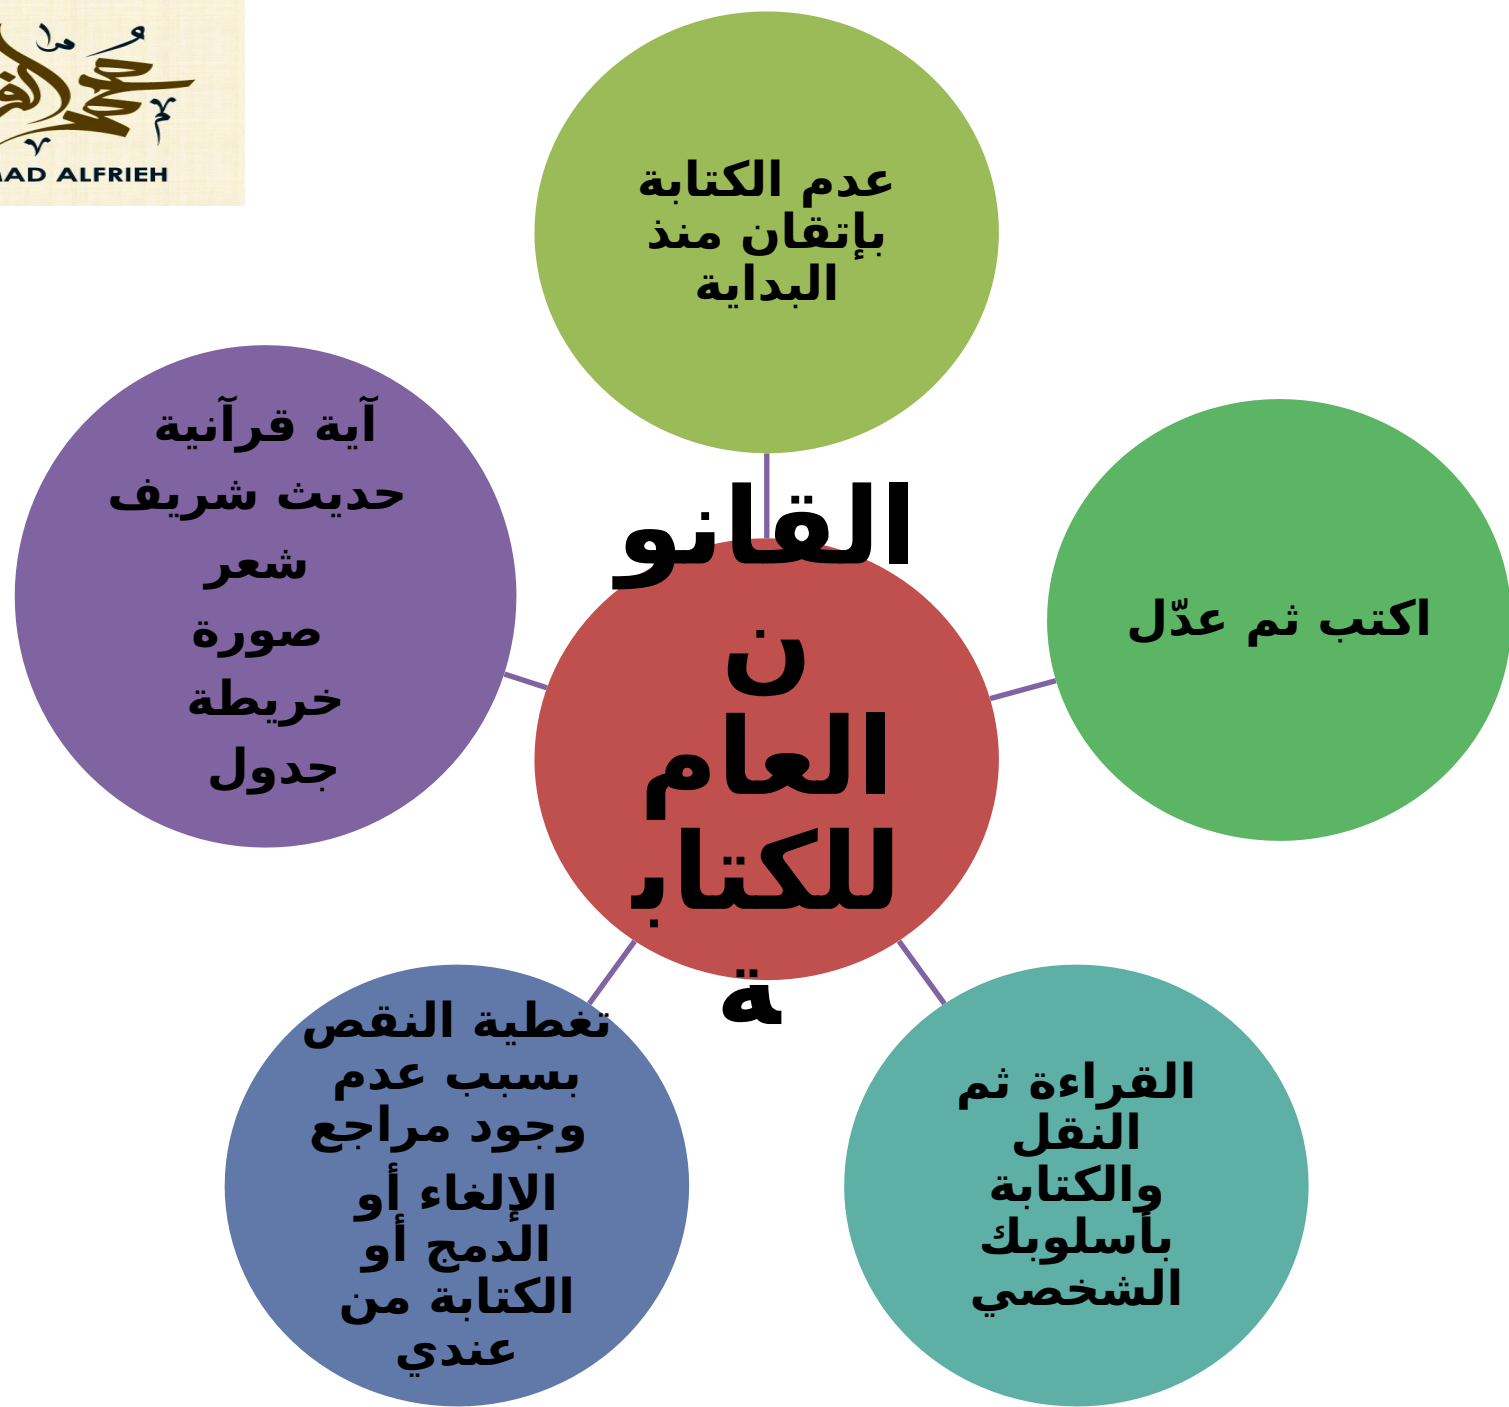 MAD ALFRIEH
عدم الكتابة
بإتقان منذ
البداية
اكتب ثم عدّل
القراءة ثم
النقل
والكتابة
بأسلوبك
الشخصي
تغطية النقص
بسبب عدم
وجود مراجع
الإلغاء أو
الدمج أو
الكتابة من
عندي
آية قرآنية
حديث شريف
شعر
صورة
خريطة
جدول
القانو
ن
العام
للكتاب
ة